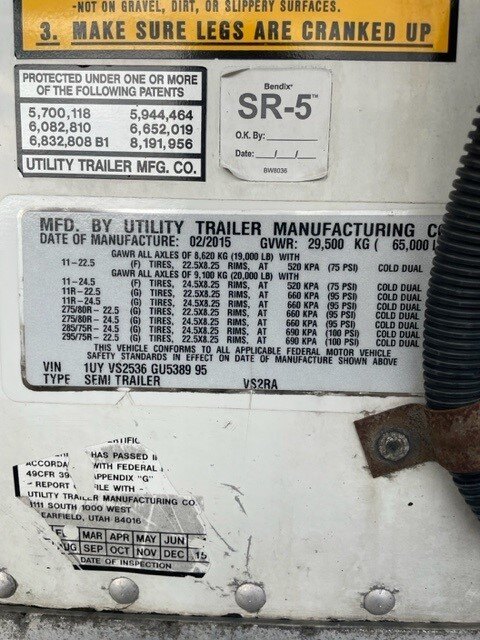 -NOT ON GRAVEL, DIRT, OR SLIPPERY SURFACES.
3. MAKE SURE LEGS ARE CRANKED UP
PROTECTED UNDER ONE OR MORE
OF THE FOLLOWING PATENTS
5,700,118 5,944,464
6,082,810 6,652,019
6,832,808 B1 8,191,956
UTILITY TRAILER MFG. CO.
Bendix®
SR-5™
O.K. By:
Date: / /
BW8036
MFD. BY UTILITY TRAILER MANUFACTURING CO
DATE OF MANUFACTURE: 02/2015 GVWR: 29,500 KG ( 65,000 L
GAWR ALL AXLES OF 8,620 KG (19,000 LB) WITH
11-22.5 (F) TIRES, 22.5X8.25 RIMS, AT 520 KPA (75 PSI) COLD DUAL
GAWR ALL AXLES OF 9,100 KG (20,000 LB) WITH
11-24.5 (F) TIRES, 24.5X8.25 RIMS, AT 520 KPA (75 PSI) COLD DUAL
11R-22.5 (G) TIRES, 22.5X8.25 RIMS, AT 660 KPA (95 PSI) COLD DUAL
11R-24.5 (G) TIRES, 24.5X8.25 RIMS, AT 660 KPA (95 PSI) COLD DUAL
275/80R-22.5 (G) TIRES, 22.5X8.25 RIMS, AT 660 KPA (95 PSI) COLD DUAL
275/80R-24.5 (G) TIRES, 24.5X8.25 RIMS, AT 660 KPA (95 PSI) COLD DUAL
285/75R-24.5 (G) TIRES, 24.5X8.25 RIMS, AT 690 KPA (100 PSI) COLD DUAL
295/75R-22.5 (G) TIRES, 22.5X8.25 RIMS, AT 690 KPA (100 PSI) COLD DUAL
THIS VEHICLE CONFORMS TO ALL APPLICABLE FEDERAL MOTOR VEHICLE
SAFETY STANDARDS IN EFFECT ON DATE OF MANUFACTURE SHOWN ABOVE
VIN 1UY VS2536 GU5389 95
TYPE SEMI TRAILER VS2RA
HAS PASSED
WITH FEDERAL
49CFR 39 APPENDIX "G"
REPORT FILE WITH
UTILITY TRAILER MANUFACTURING CO
SOUTH 1000 WEST
EARFIELD, UTAH 84016
MAR APR MAY JUN
UG SEP OCT NOV DEC 15
DATE OF INSPECTION